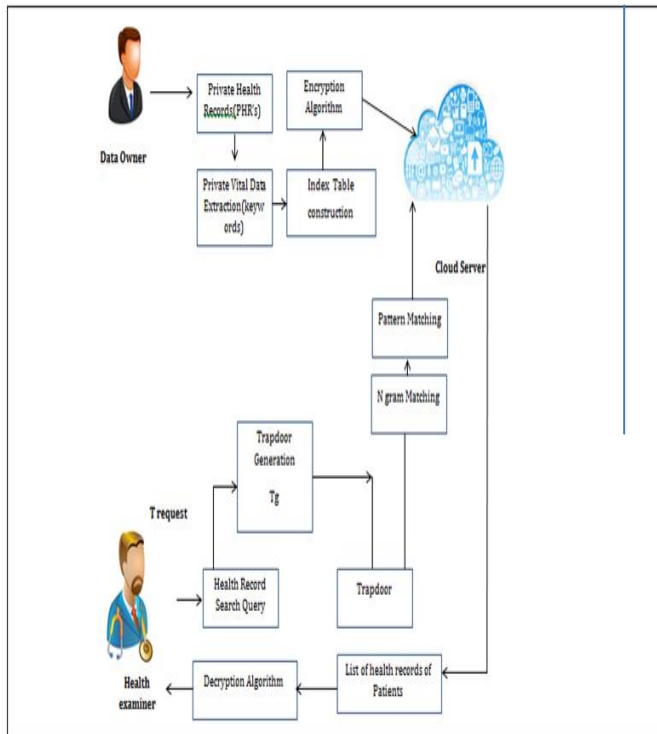 Private Health
Records(PHR's)
Encryption
Algorithm
Data Owner
Private Vital Data
Extraction(keyw
ords)
Index Table
construction
Cloud Server
Pattern Matching
N gram Matching
Trapdoor
Generation
Tg
T request
Health Record
Search Query
Trapdoor
Health
examiner
Decryption Algorithm
List of health records of
Patients